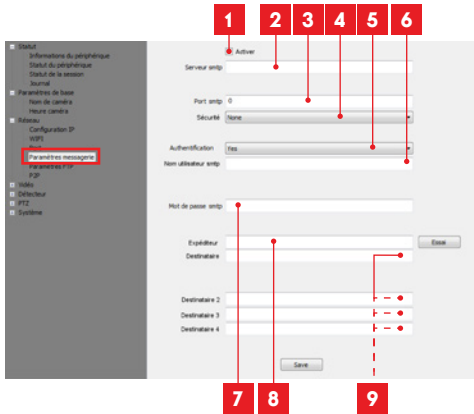 1
2
3
4
5
6
Statut
Informations du périphérique
Statut du périphérique
Statut de la session
Journal
Paramètres de base
Nom de caméra
Heure caméra
Réseau
Configuration IP
WIFI
Paramètres messagerie
Paramètres FTP
P2P
Vidéo
Détecteur
PTZ
Système
Activer
Serveur smtp
Port smtp 0
Sécurité None
Authentification Yes
Nom utilisateur smtp
Mot de passe smtp
Expéditeur Essai
Destinataire
Destinataire 2
Destinataire 3
Destinataire 4
Save
7
8
9